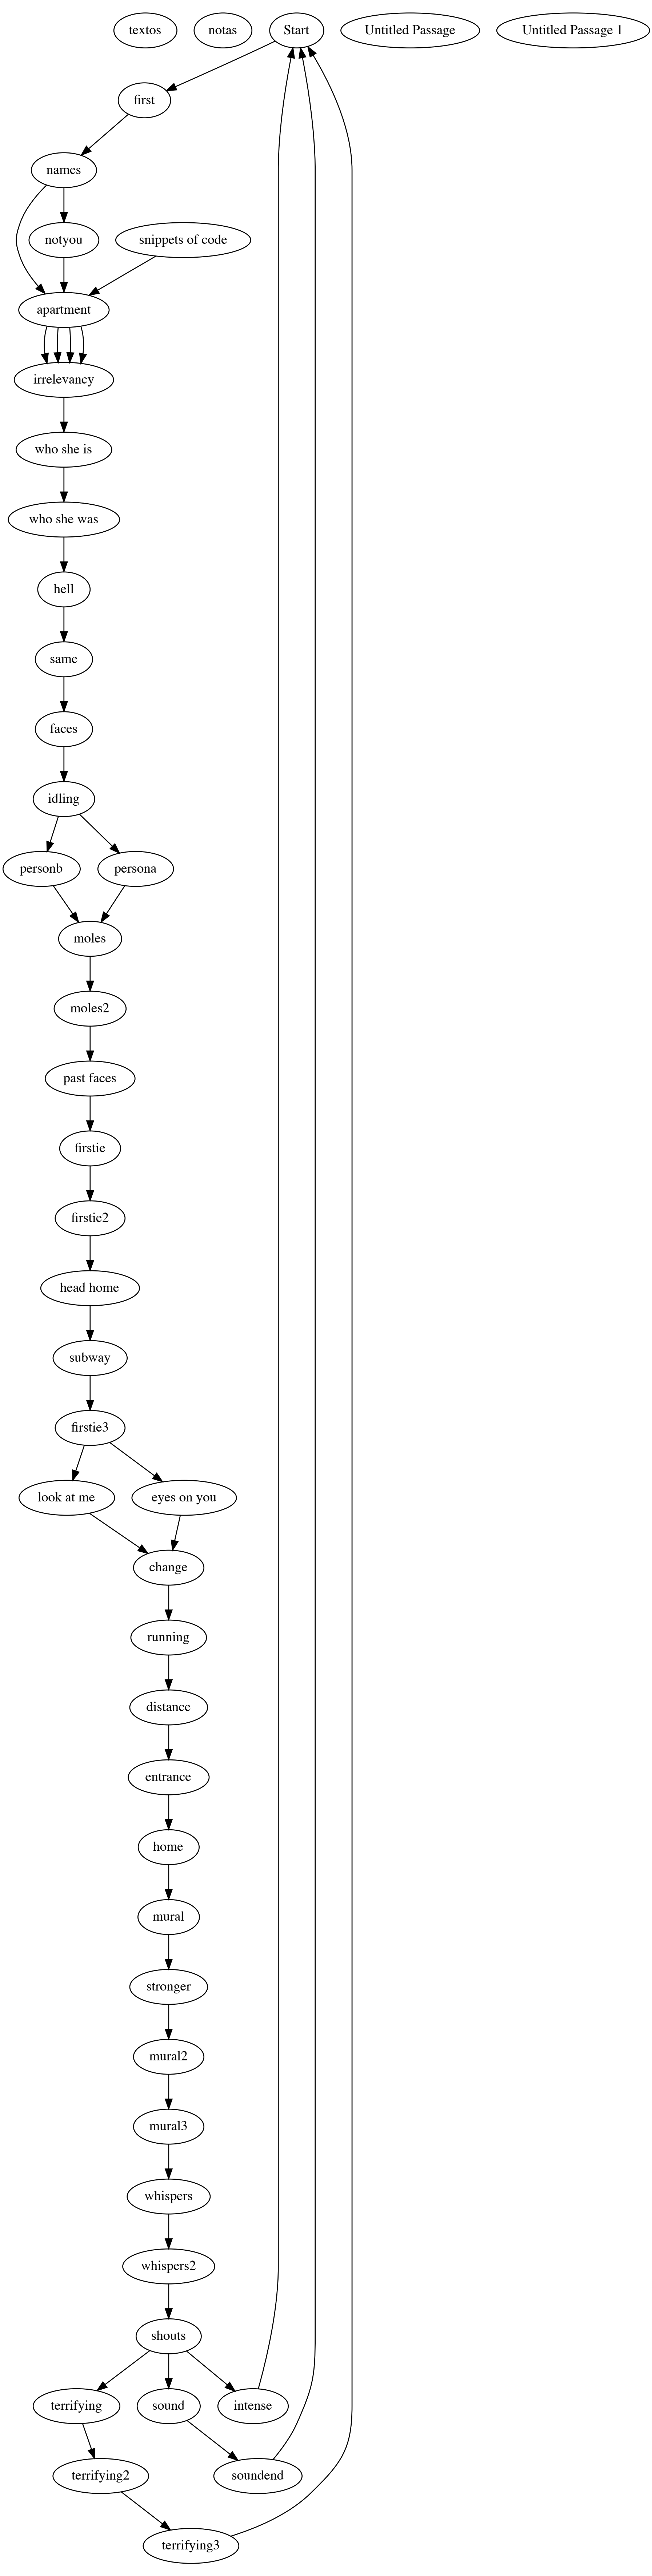 textos
notas
Start
Untitled Passage
Untitled Passage 1
first
names
notyou
snippets of code
apartment
irrelevancy
who she is
who she was
hell
same
faces
idling
personb
persona
moles
moles2
past faces
firstie
firstie2
head home
subway
firstie3
look at me
eyes on you
change
running
distance
entrance
home
mural
stronger
mural2
mural3
whispers
whispers2
shouts
terrifying
sound
intense
terrifying2
soundend
terrifying3